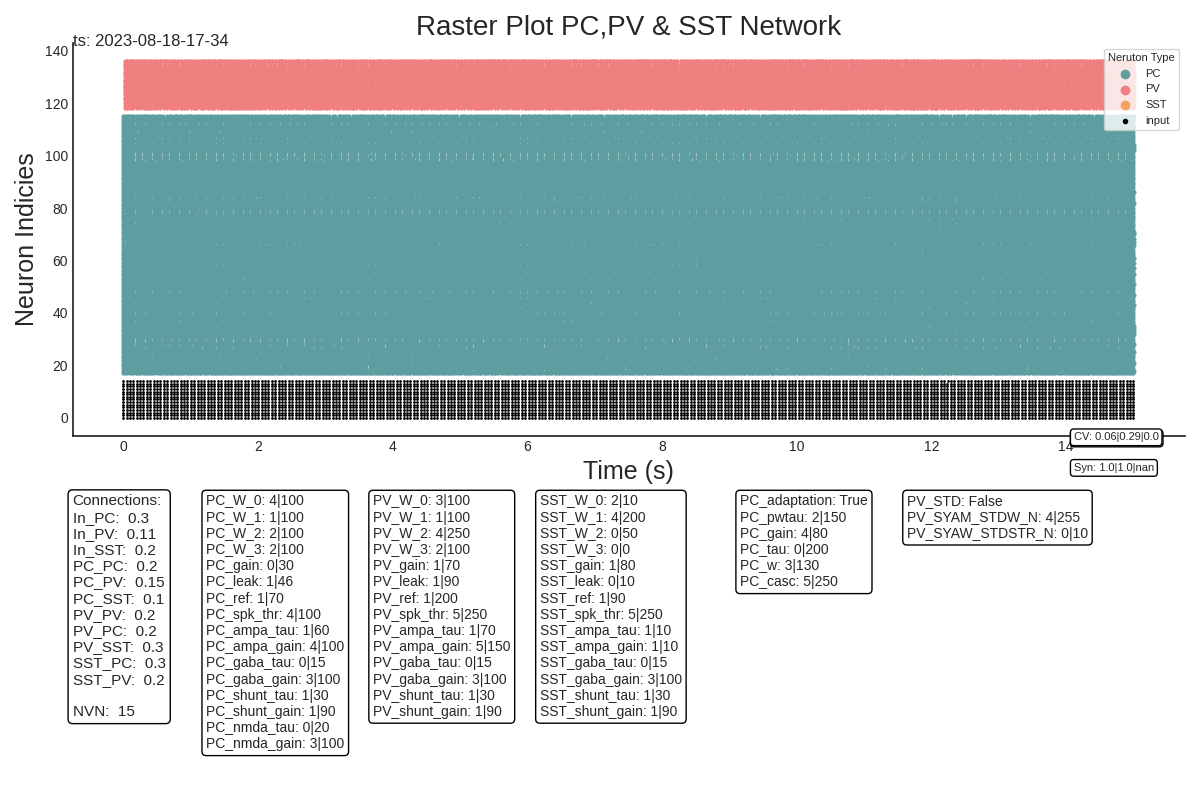 Raster Plot PC,PV & SST Network
ts: 2023-08-18-17-34
Neruton Type
PC
PV
SST
input
140
120
100
80
60
40
20
0
Neuron Indicies
0 2 4 6 8 10 12 14
Time (s)
CV: 0.06|0.29|0.0
Syn: 1.0|1.0|nan
Connections:
In_PC: 0.3
In_PV: 0.11
In_SST: 0.2
PC_PC: 0.2
PC_PV: 0.15
PC_SST: 0.1
PV_PV: 0.2
PV_PC: 0.2
PV_SST: 0.3
SST_PC: 0.3
SST_PV: 0.2
NVN: 15
PC_W_0: 4|100
PC_W_1: 1|100
PC_W_2: 2|100
PC_W_3: 2|100
PC_gain: 0|30
PC_leak: 1|46
PC_ref: 1|70
PC_spk_thr: 4|100
PC_ampa_tau: 1|60
PC_ampa_gain: 4|100
PC_gaba_tau: 0|15
PC_gaba_gain: 3|100
PC_shunt_tau: 1|30
PC_shunt_gain: 1|90
PC_nmda_tau: 0|20
PC_nmda_gain: 3|100
PV_W_0: 3|100
PV_W_1: 1|100
PV_W_2: 4|250
PV_W_3: 2|100
PV_gain: 1|70
PV_leak: 1|90
PV_ref: 1|200
PV_spk_thr: 5|250
PV_ampa_tau: 1|70
PV_ampa_gain: 5|150
PV_gaba_tau: 0|15
PV_gaba_gain: 3|100
PV_shunt_tau: 1|30
PV_shunt_gain: 1|90
SST_W_0: 2|10
SST_W_1: 4|200
SST_W_2: 0|50
SST_W_3: 0|0
SST_gain: 1|80
SST_leak: 0|10
SST_ref: 1|90
SST_spk_thr: 5|250
SST_ampa_tau: 1|10
SST_ampa_gain: 1|10
SST_gaba_tau: 0|15
SST_gaba_gain: 3|100
SST_shunt_tau: 1|30
SST_shunt_gain: 1|90
PC_adaptation: True
PC_pwtau: 2|150
PC_gain: 4|80
PC_tau: 0|200
PC_w: 3|130
PC_casc: 5|250
PV_STD: False
PV_SYAM_STDW_N: 4|255
PV_SYAW_STDSTR_N: 0|10